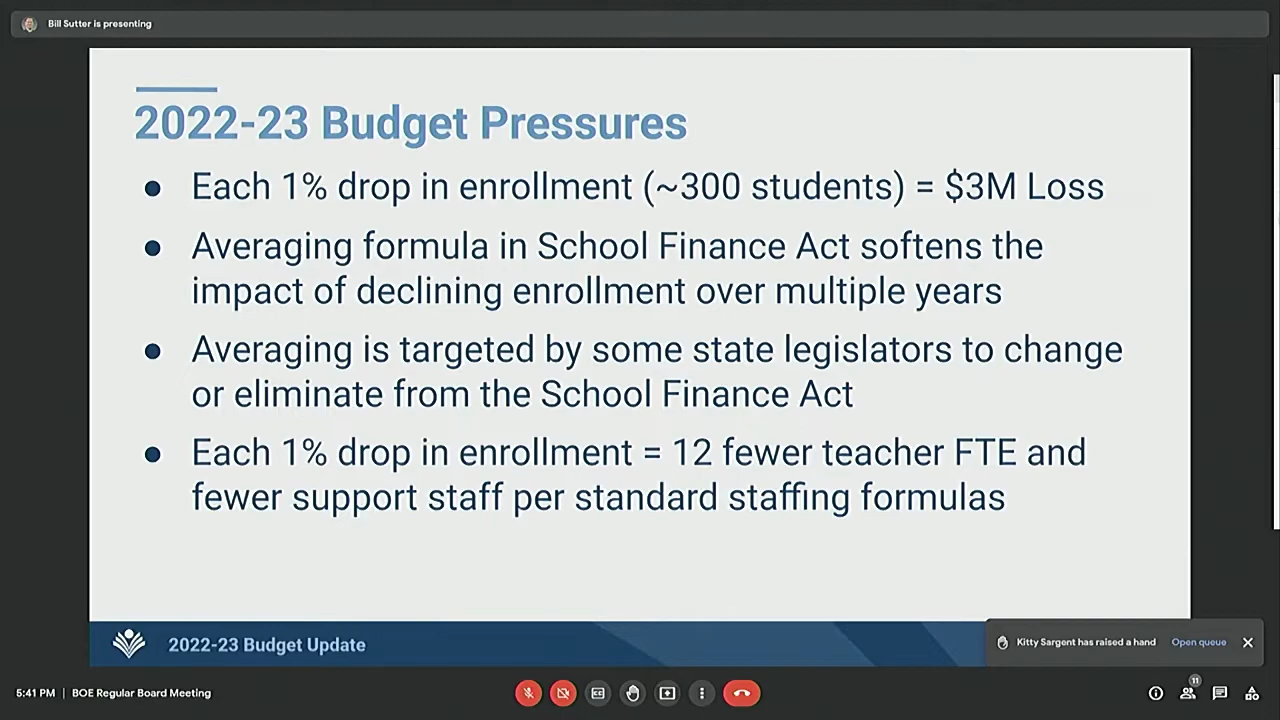 Bill Sutter is presenting
2022-23 Budget Pressures
● Each 1% drop in enrollment (~300 students) = $3M Loss
● Averaging formula in School Finance Act softens the
impact of declining enrollment over multiple years
● Averaging is targeted by some state legislators to change
or eliminate from the School Finance Act
● Each 1% drop in enrollment = 12 fewer teacher FTE and
fewer support staff per standard staffing formulas
2022-23 Budget Update
Kitty Sargent has raised a hand Open queue
5:41 PM | BOE Regular Board Meeting
11